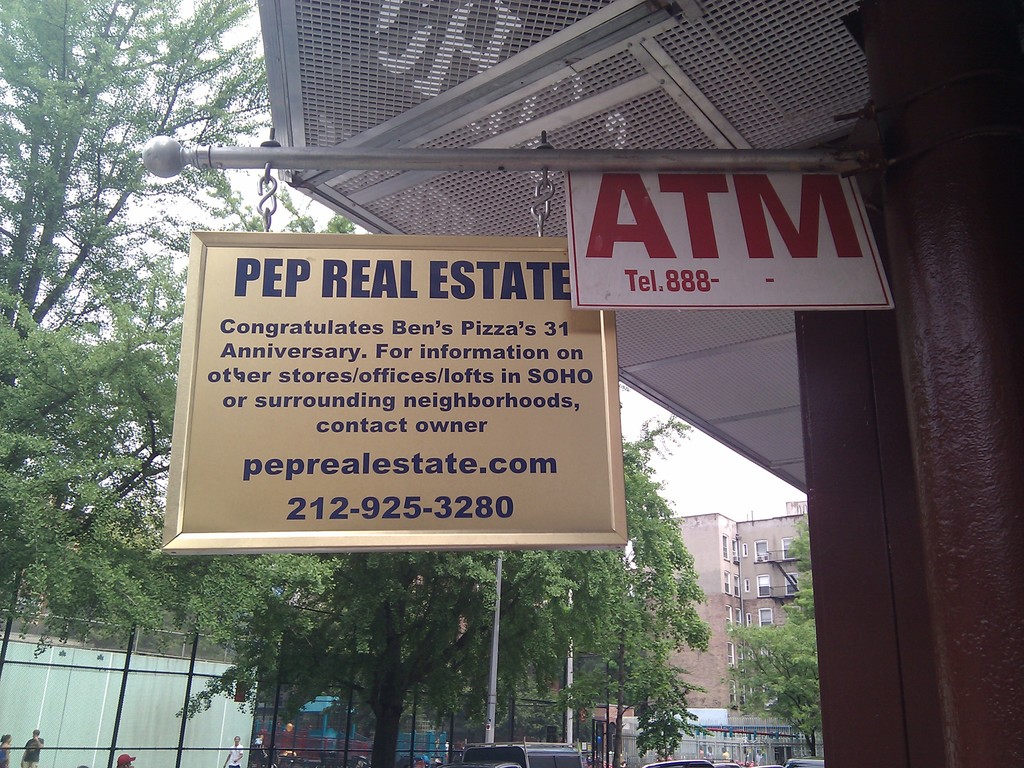 PEP REAL ESTATE
Congratulates Ben's Pizza's 31
Anniversary. For information on
other stores/offices/lofts in SOHO
or surrounding neighborhoods,
contact owner
peprealestate.com
212-925-3280
ATM
Tel.888- -